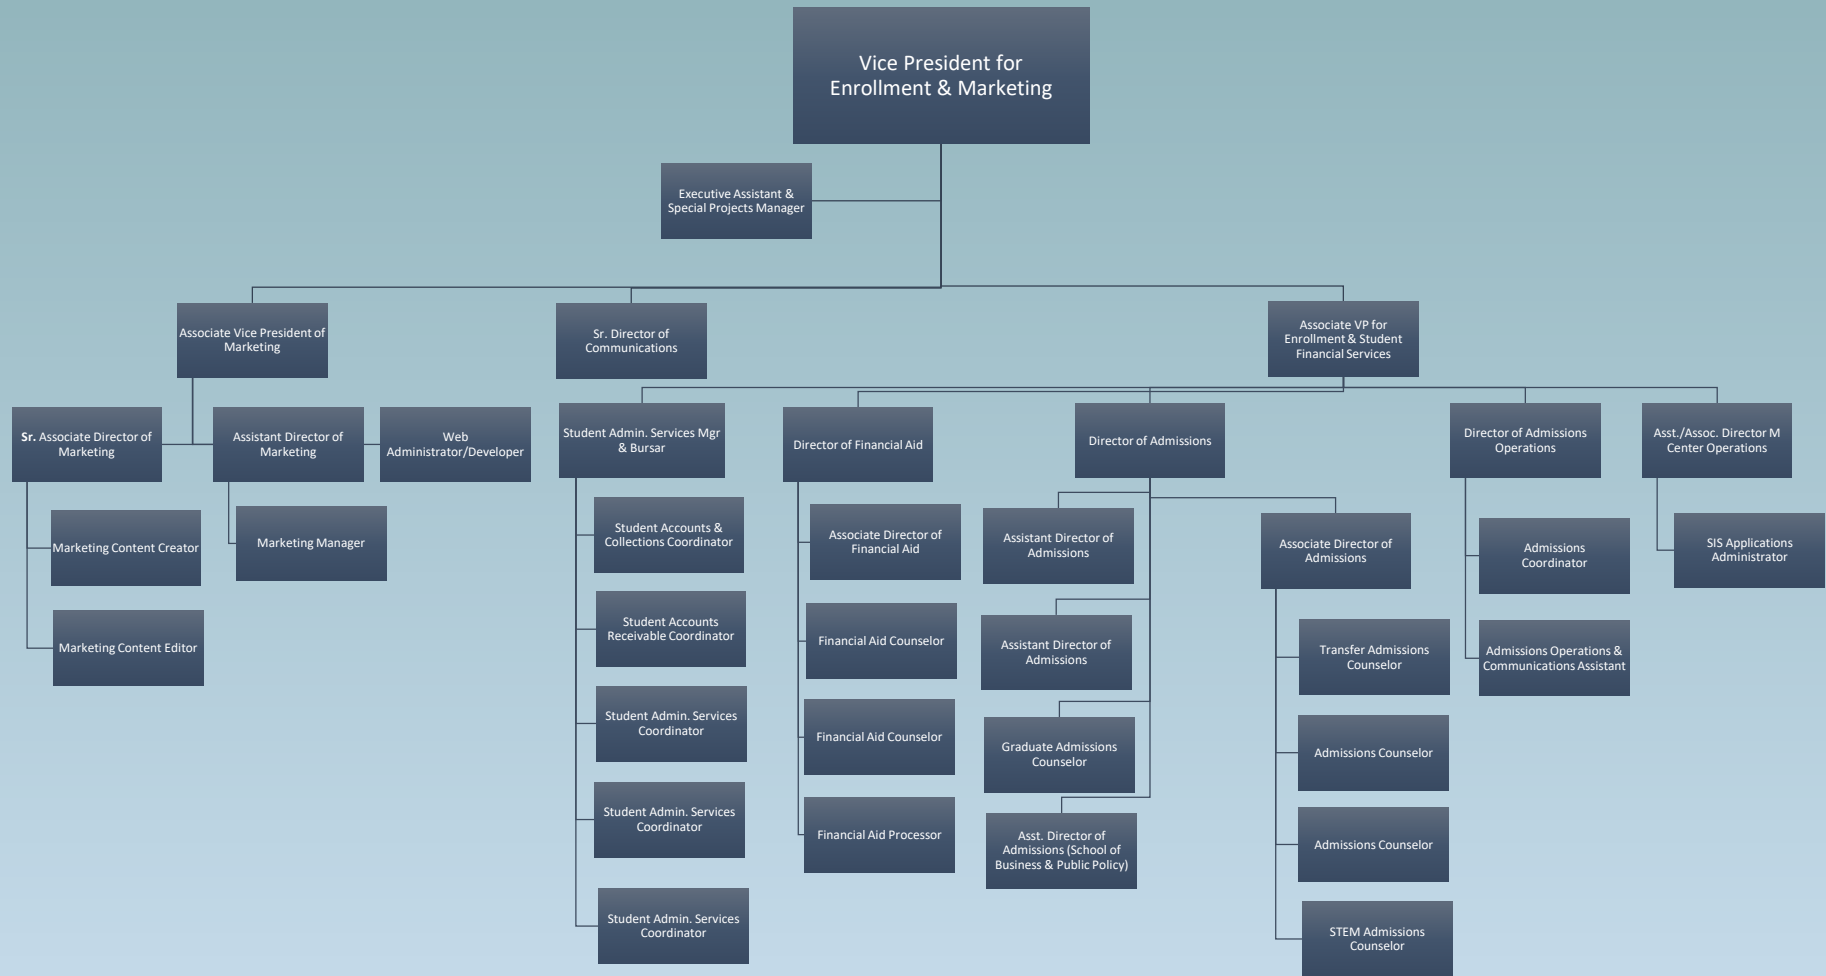 Vice President for
Enrollment & Marketing
Executive Assistant &
Special Projects Manager
Associate Vice President of
Marketing
Sr. Director of
Communications
Associate VP for
Enrollment & Student
Financial Services
Sr. Associate Director of
Marketing
Assistant Director of
Marketing
Web
Administrator/Developer
Student Admin. Services Mgr
& Bursar
Director of Financial Aid
Director of Admissions
Director of Admissions
Operations
Asst./Assoc. Director M
Center Operations
Marketing Content Creator
Marketing Content Editor
Marketing Manager
Student Accounts &
Collections Coordinator
Student Accounts
Receivable Coordinator
Student Admin. Services
Coordinator
Student Admin. Services
Coordinator
Student Admin. Services
Coordinator
Associate Director of
Financial Aid
Financial Aid Counselor
Financial Aid Counselor
Financial Aid Processor
Assistant Director of
Admissions
Assistant Director of
Admissions
Graduate Admissions
Counselor
Asst. Director of
Admissions (School of
Business & Public Policy)
Associate Director of
Admissions
Transfer Admissions
Counselor
Admissions Counselor
Admissions Counselor
STEM Admissions
Counselor
Admissions
Coordinator
Admissions Operations &
Communications Assistant
SIS Applications
Administrator